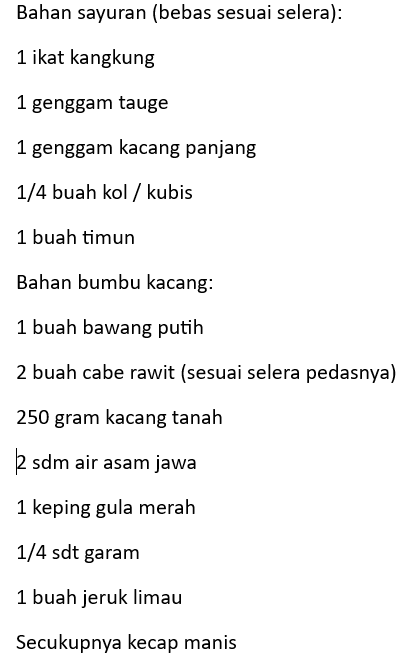 Bahan sayuran (bebas sesuai selera):
1 ikat kangkung
1 genggam tauge
1 genggam kacang panjang
1/4 buah kol / kubis
1 buah timun
Bahan bumbu kacang:
1 buah bawang putih
2 buah cabe rawit (sesuai selera pedasnya)
250 gram kacang tanah
2 sdm air asam jawa
1 keping gula merah
1/4 sdt garam
1 buah jeruk limau
Secukupnya kecap manis